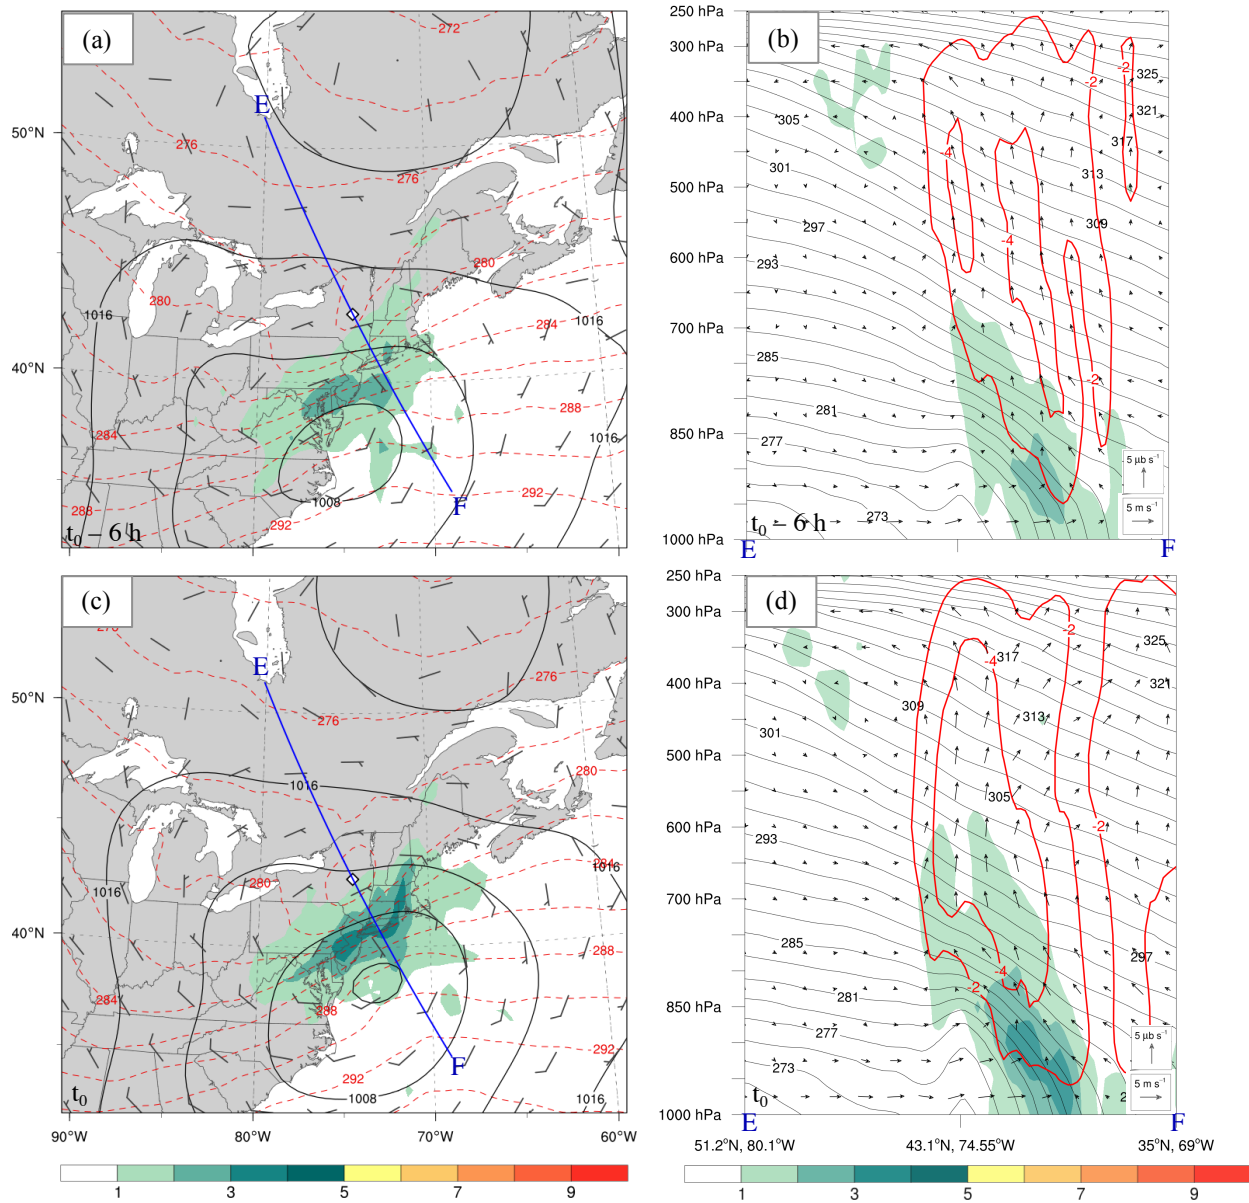 (a)
272
E
50°N
276
276
280
280
1016
284
1016
40°N
288
284
1016
292
288
1008
292
F
t0 – 6 h
90°W
80°W
70°W
60°W
(b)
250 hPa
300 hPa
-2
-2
325
400 hPa
305
321
-4
317
301
313
500 hPa
297
309
-4
293
600 hPa
700 hPa
285
-2
281
850 hPa
277
5 µb s⁻¹
5 m s⁻¹
273
1000 hPa
E
F
(c)
E
276
50°N
276
280
1016
284
1016
280
1016
40°N
288
284
288
292
292
1008
1016
F
t0
90°W
80°W
70°W
60°W
1
3
5
7
9
(d)
250 hPa
300 hPa
-2
325
317
-4
400 hPa
321
309
313
301
500 hPa
305
293
600 hPa
-2
700 hPa
285
297
-4
281
-2
850 hPa
277
5 µb s⁻¹
273
5 m s⁻¹
t0
1000 hPa
E
F
51.2°N, 80.1°W
43.1°N, 74.55°W
35°N, 69°W
1
3
5
7
9